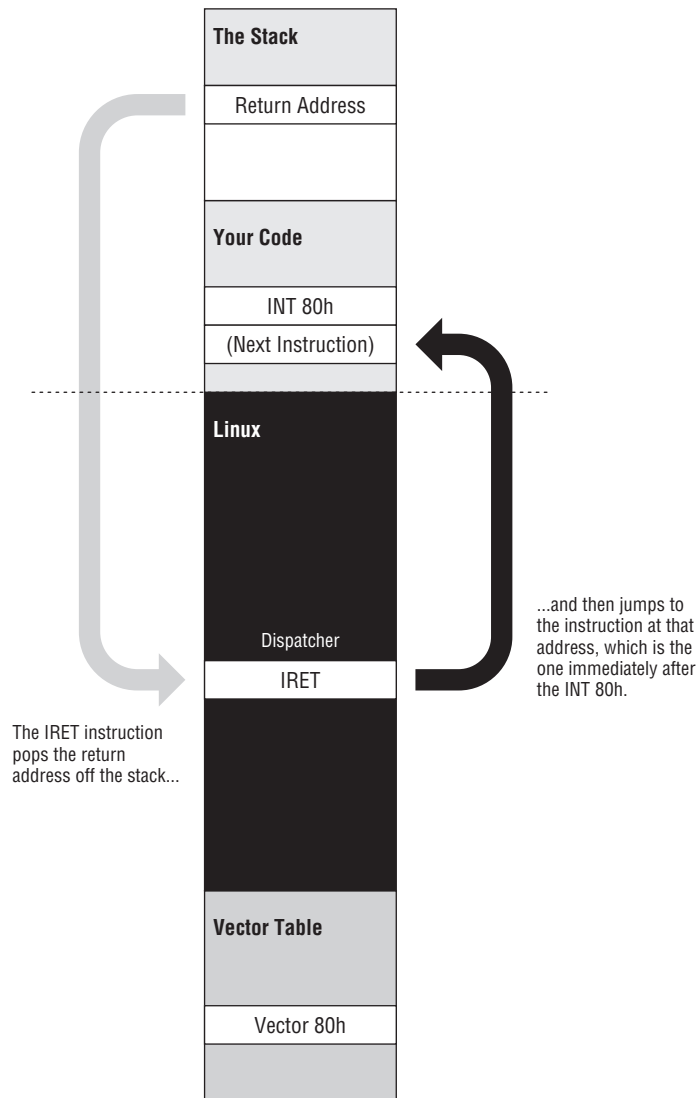 The Stack
Return Address
Your Code
INT 80h
(Next Instruction)
Linux
Dispatcher
IRET
...and then jumps to
the instruction at that
address, which is the
one immediately after
the INT 80h.
The IRET instruction
pops the return
address off the stack...
Vector Table
Vector 80h